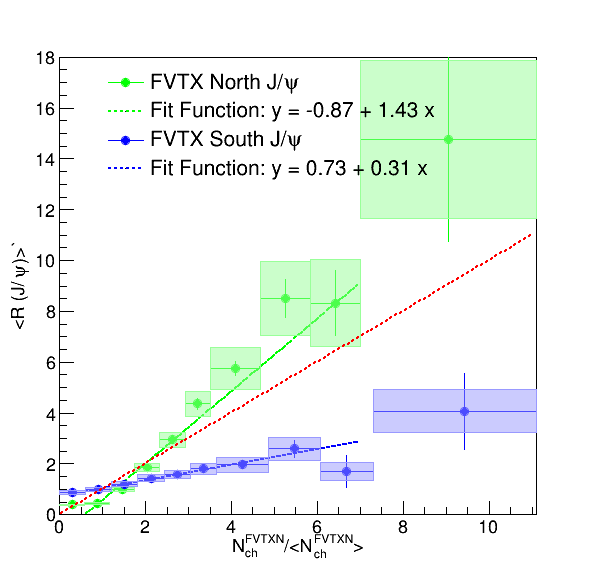 18
16
14
12
10
8
6
4
2
0
FVTX North J/ψ
Fit Function: y = -0.87 + 1.43 x
FVTX South J/ψ
Fit Function: y = 0.73 + 0.31 x
<R (J/ψ)>`
0 2 4 6 8 10
N_ch^FVTXN/<N_ch^FVTXN>